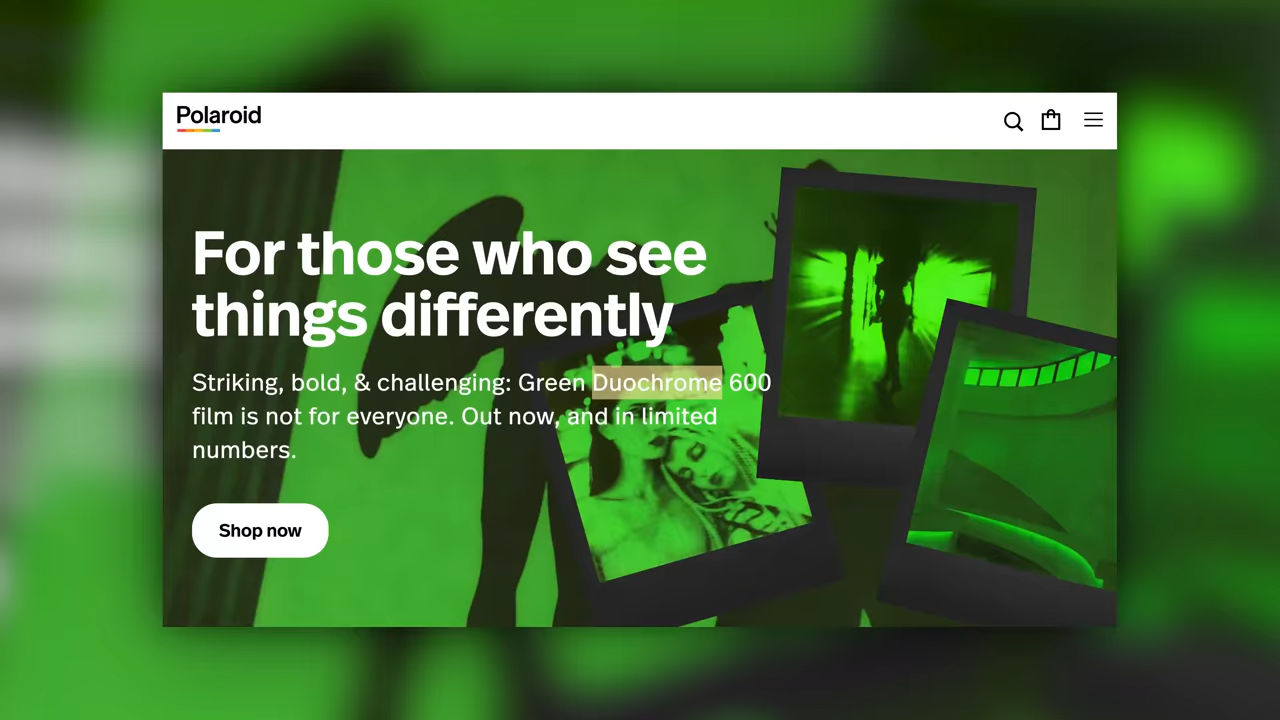 Polaroid
For those who see
things differently
Striking, bold, & challenging: Green Duochrome 600
film is not for everyone. Out now, and in limited
numbers.
Shop now